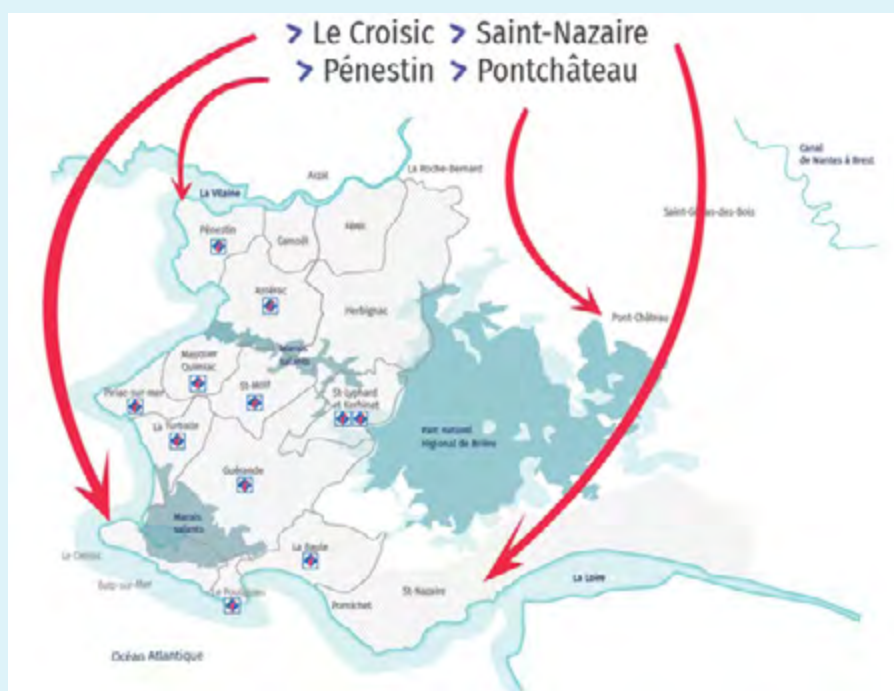 > Le Croisic > Saint-Nazaire
> Pénestin > Pontchâteau
Canal
de Nantes à Brest
La Roche-Bernard
Arzal
La Vilaine
Saint-Gildas-des-Bois
Pénestin
Camoël
Férel
Assérac
Herbignac
Pont-Château
Marais
salants
Mesquer
Quimiac
St-Molf
St-Lyphard
et Kerhinet
Piriac-sur-mer
La Turballe
Parc naturel
régional de Brière
Guérande
Marais
salants
La Baule
Le Croisic
Batz-sur-Mer
Le Pouliguen
St-Nazaire
La Loire
Pornichet
Océan Atlantique